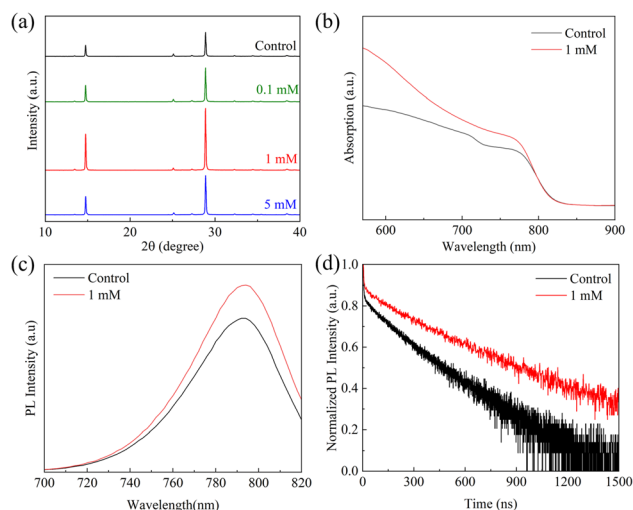 (a)
Control
0.1 mM
1 mM
5 mM
Intensity (a.u.)
10 20 30 40
2θ (degree)
(b)
Control
1 mM
Absorption (a.u.)
600 700 800 900
Wavelength (nm)
(c)
Control
1 mM
PL Intensity (a.u)
700 720 740 760 780 800 820
Wavelength(nm)
(d)
Control
1 mM
Normalized PL Intensity (a.u.)
1.0
0.8
0.6
0.4
0.2
0.0
0 300 600 900 1200 1500
Time (ns)